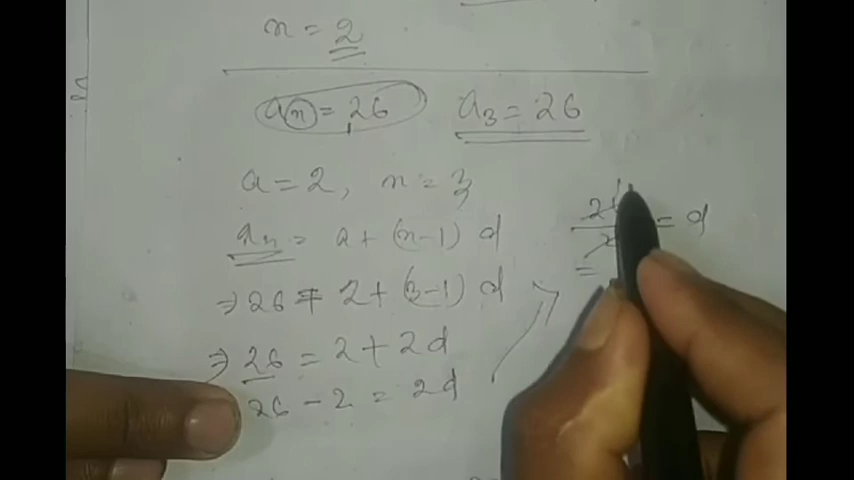 n = 2
an = 26 a3 = 26
a = 2, n = 3
an = a + (n-1) d
⇒ 26 = 2 + (3-1) d
⇒ 26 = 2 + 2d
26 - 2 = 2d
= d
=